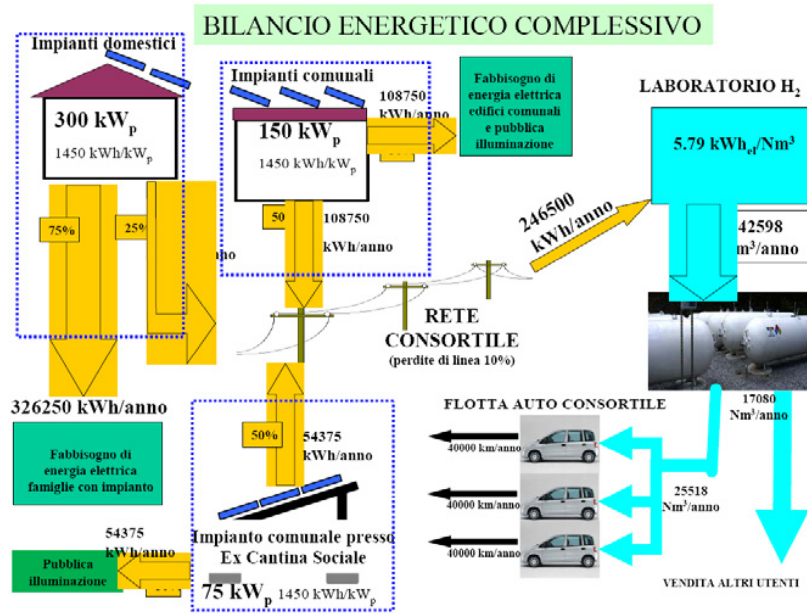 BILANCIO ENERGETICO COMPLESSIVO
Impianti domestici
300 kWp
1450 kWh/kWp
75%
25%
326250 kWh/anno
Fabbisogno di
energia elettrica
famiglie con impianto
Impianti comunali
150 kWp
1450 kWh/kWp
108750
kWh/anno
108750
kWh/anno
Fabbisogno di
energia elettrica
edifici comunali
e pubblica
illuminazione
RETE
CONSORTILE
(perdite di linea 10%)
246500
kWh/anno
LABORATORIO H2
5.79 kWhel/Nm³
42598
m³/anno
50%
54375
kWh/anno
Impianto comunale presso
Ex Cantina Sociale
75 kWp
1450 kWh/kWp
54375
kWh/anno
Pubblica
illuminazione
FLOTTA AUTO CONSORTILE
40000 km/anno
40000 km/anno
40000 km/anno
25518
Nm³/anno
17080
Nm³/anno
VENDITA ALTRI UTENTI